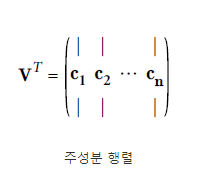 V^T = ( c₁ c₂ ⋯ cₙ )
주성분 행렬